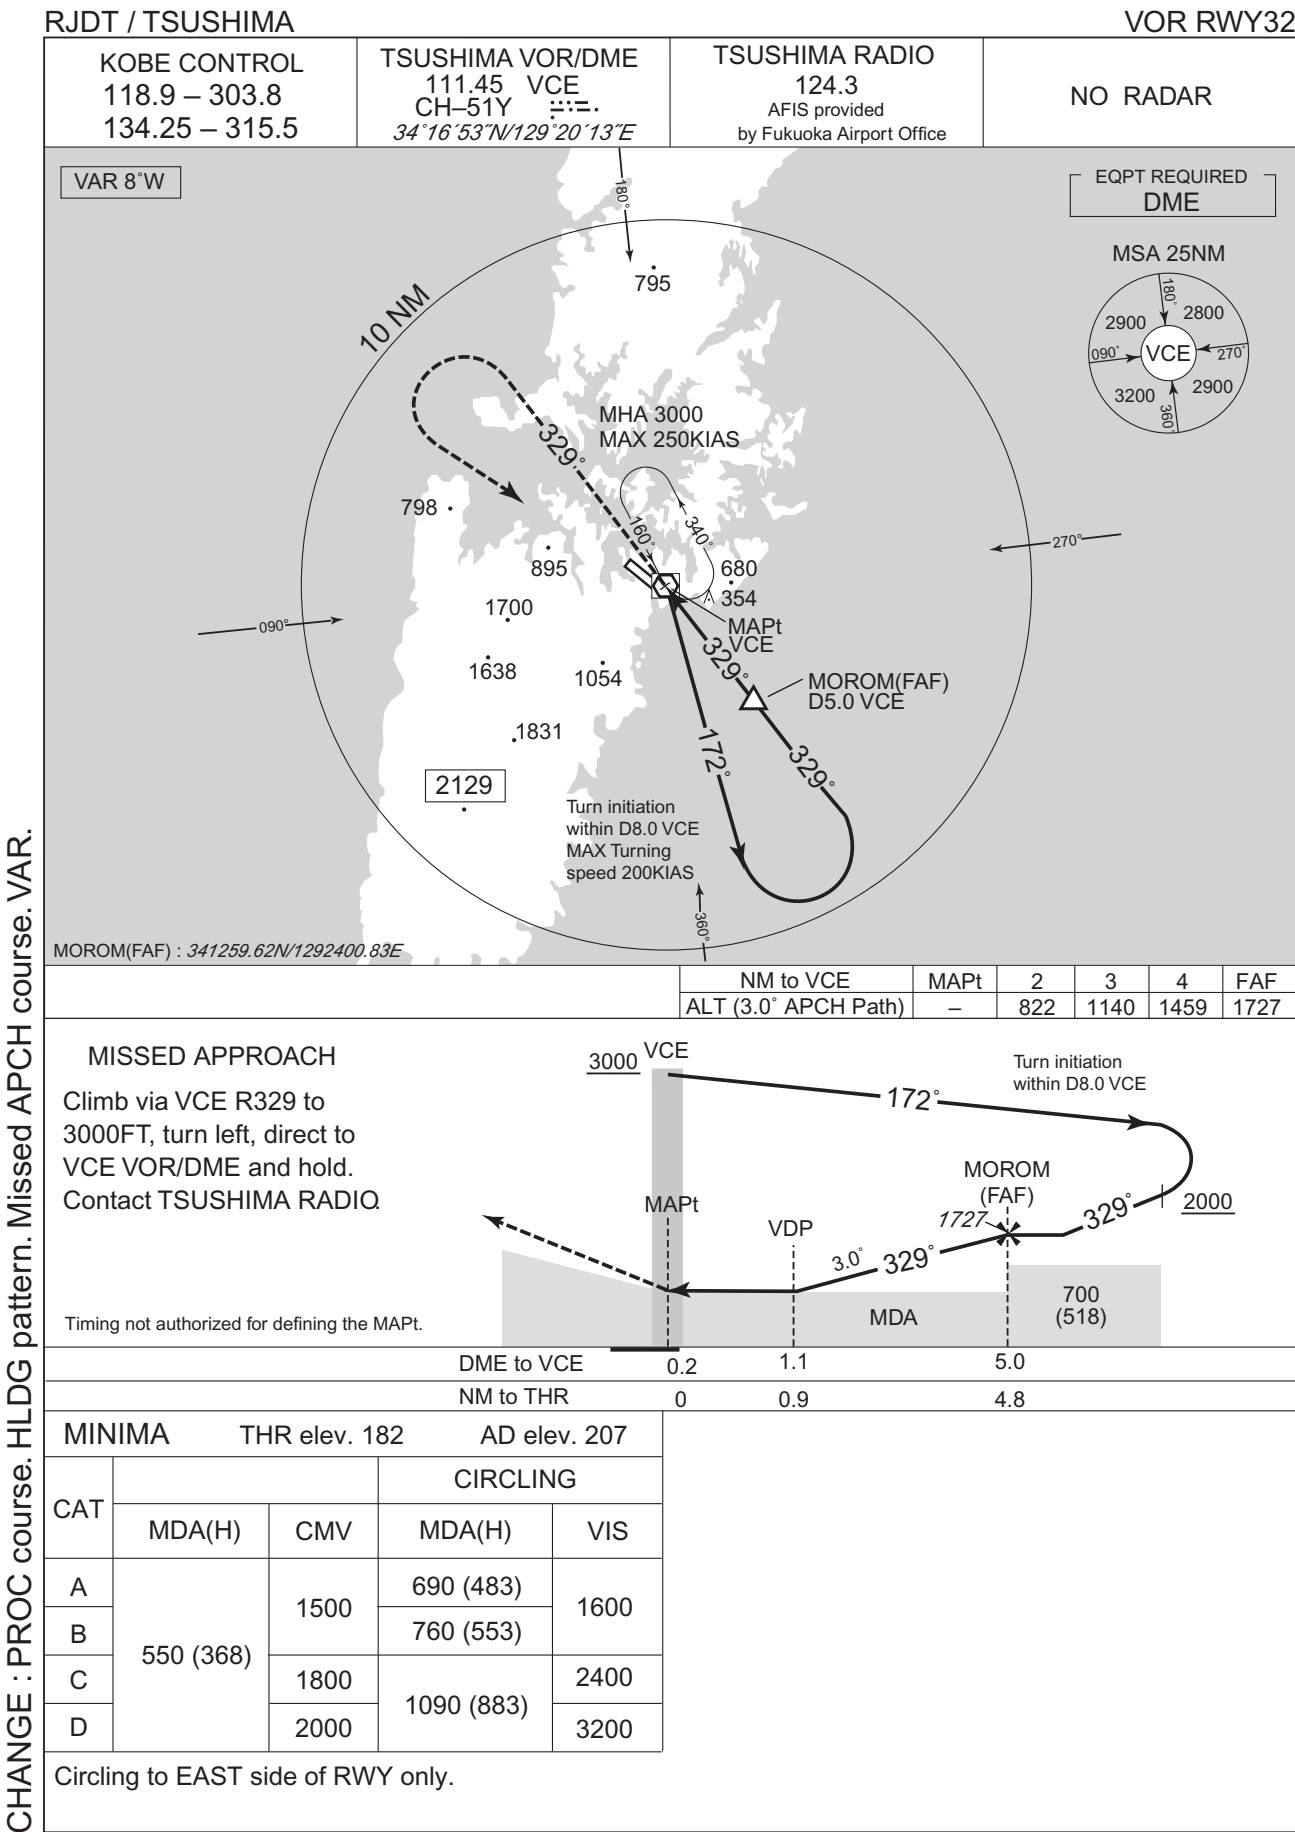 RJDT / TSUSHIMA
VOR RWY32
KOBE CONTROL
118.9 – 303.8
134.25 – 315.5
TSUSHIMA VOR/DME
111.45 VCE
CH–51Y
34˚16´53˝N/129˚20´13˝E
TSUSHIMA RADIO
124.3
AFIS provided
by Fukuoka Airport Office
NO RADAR
VAR 8˚W
EQPT REQUIRED
DME
MSA 25NM
180˚
2900
2800
090˚
VCE
270˚
3200
2900
360˚
180˚
795
10 NM
MHA 3000
MAX 250KIAS
329˚
798
160˚
340˚
270˚
895
680
354
1700
090˚
MAPt
VCE
329˚
1638
1054
MOROM(FAF)
D5.0 VCE
1831
172˚
329˚
2129
Turn initiation
within D8.0 VCE
MAX Turning
speed 200KIAS
360˚
MOROM(FAF) : 341259.62N/1292400.83E
NM to VCE MAPt 2 3 4 FAF
ALT (3.0˚ APCH Path) – 822 1140 1459 1727
MISSED APPROACH
Climb via VCE R329 to
3000FT, turn left, direct to
VCE VOR/DME and hold.
Contact TSUSHIMA RADIO.
Timing not authorized for defining the MAPt.
3000
VCE
Turn initiation
within D8.0 VCE
172˚
MOROM
(FAF)
MAPt
VDP
1727
329˚
2000
3.0˚
329˚
MDA
700
(518)
DME to VCE 0.2 1.1 5.0
NM to THR 0 0.9 4.8
MINIMA THR elev. 182 AD elev. 207
CAT
CIRCLING
MDA(H) CMV MDA(H) VIS
A
B
C
D
550 (368)
1500
1800
2000
690 (483)
760 (553)
1090 (883)
1600
2400
3200
Circling to EAST side of RWY only.
CHANGE : PROC course. HLDG pattern. Missed APCH course. VAR.